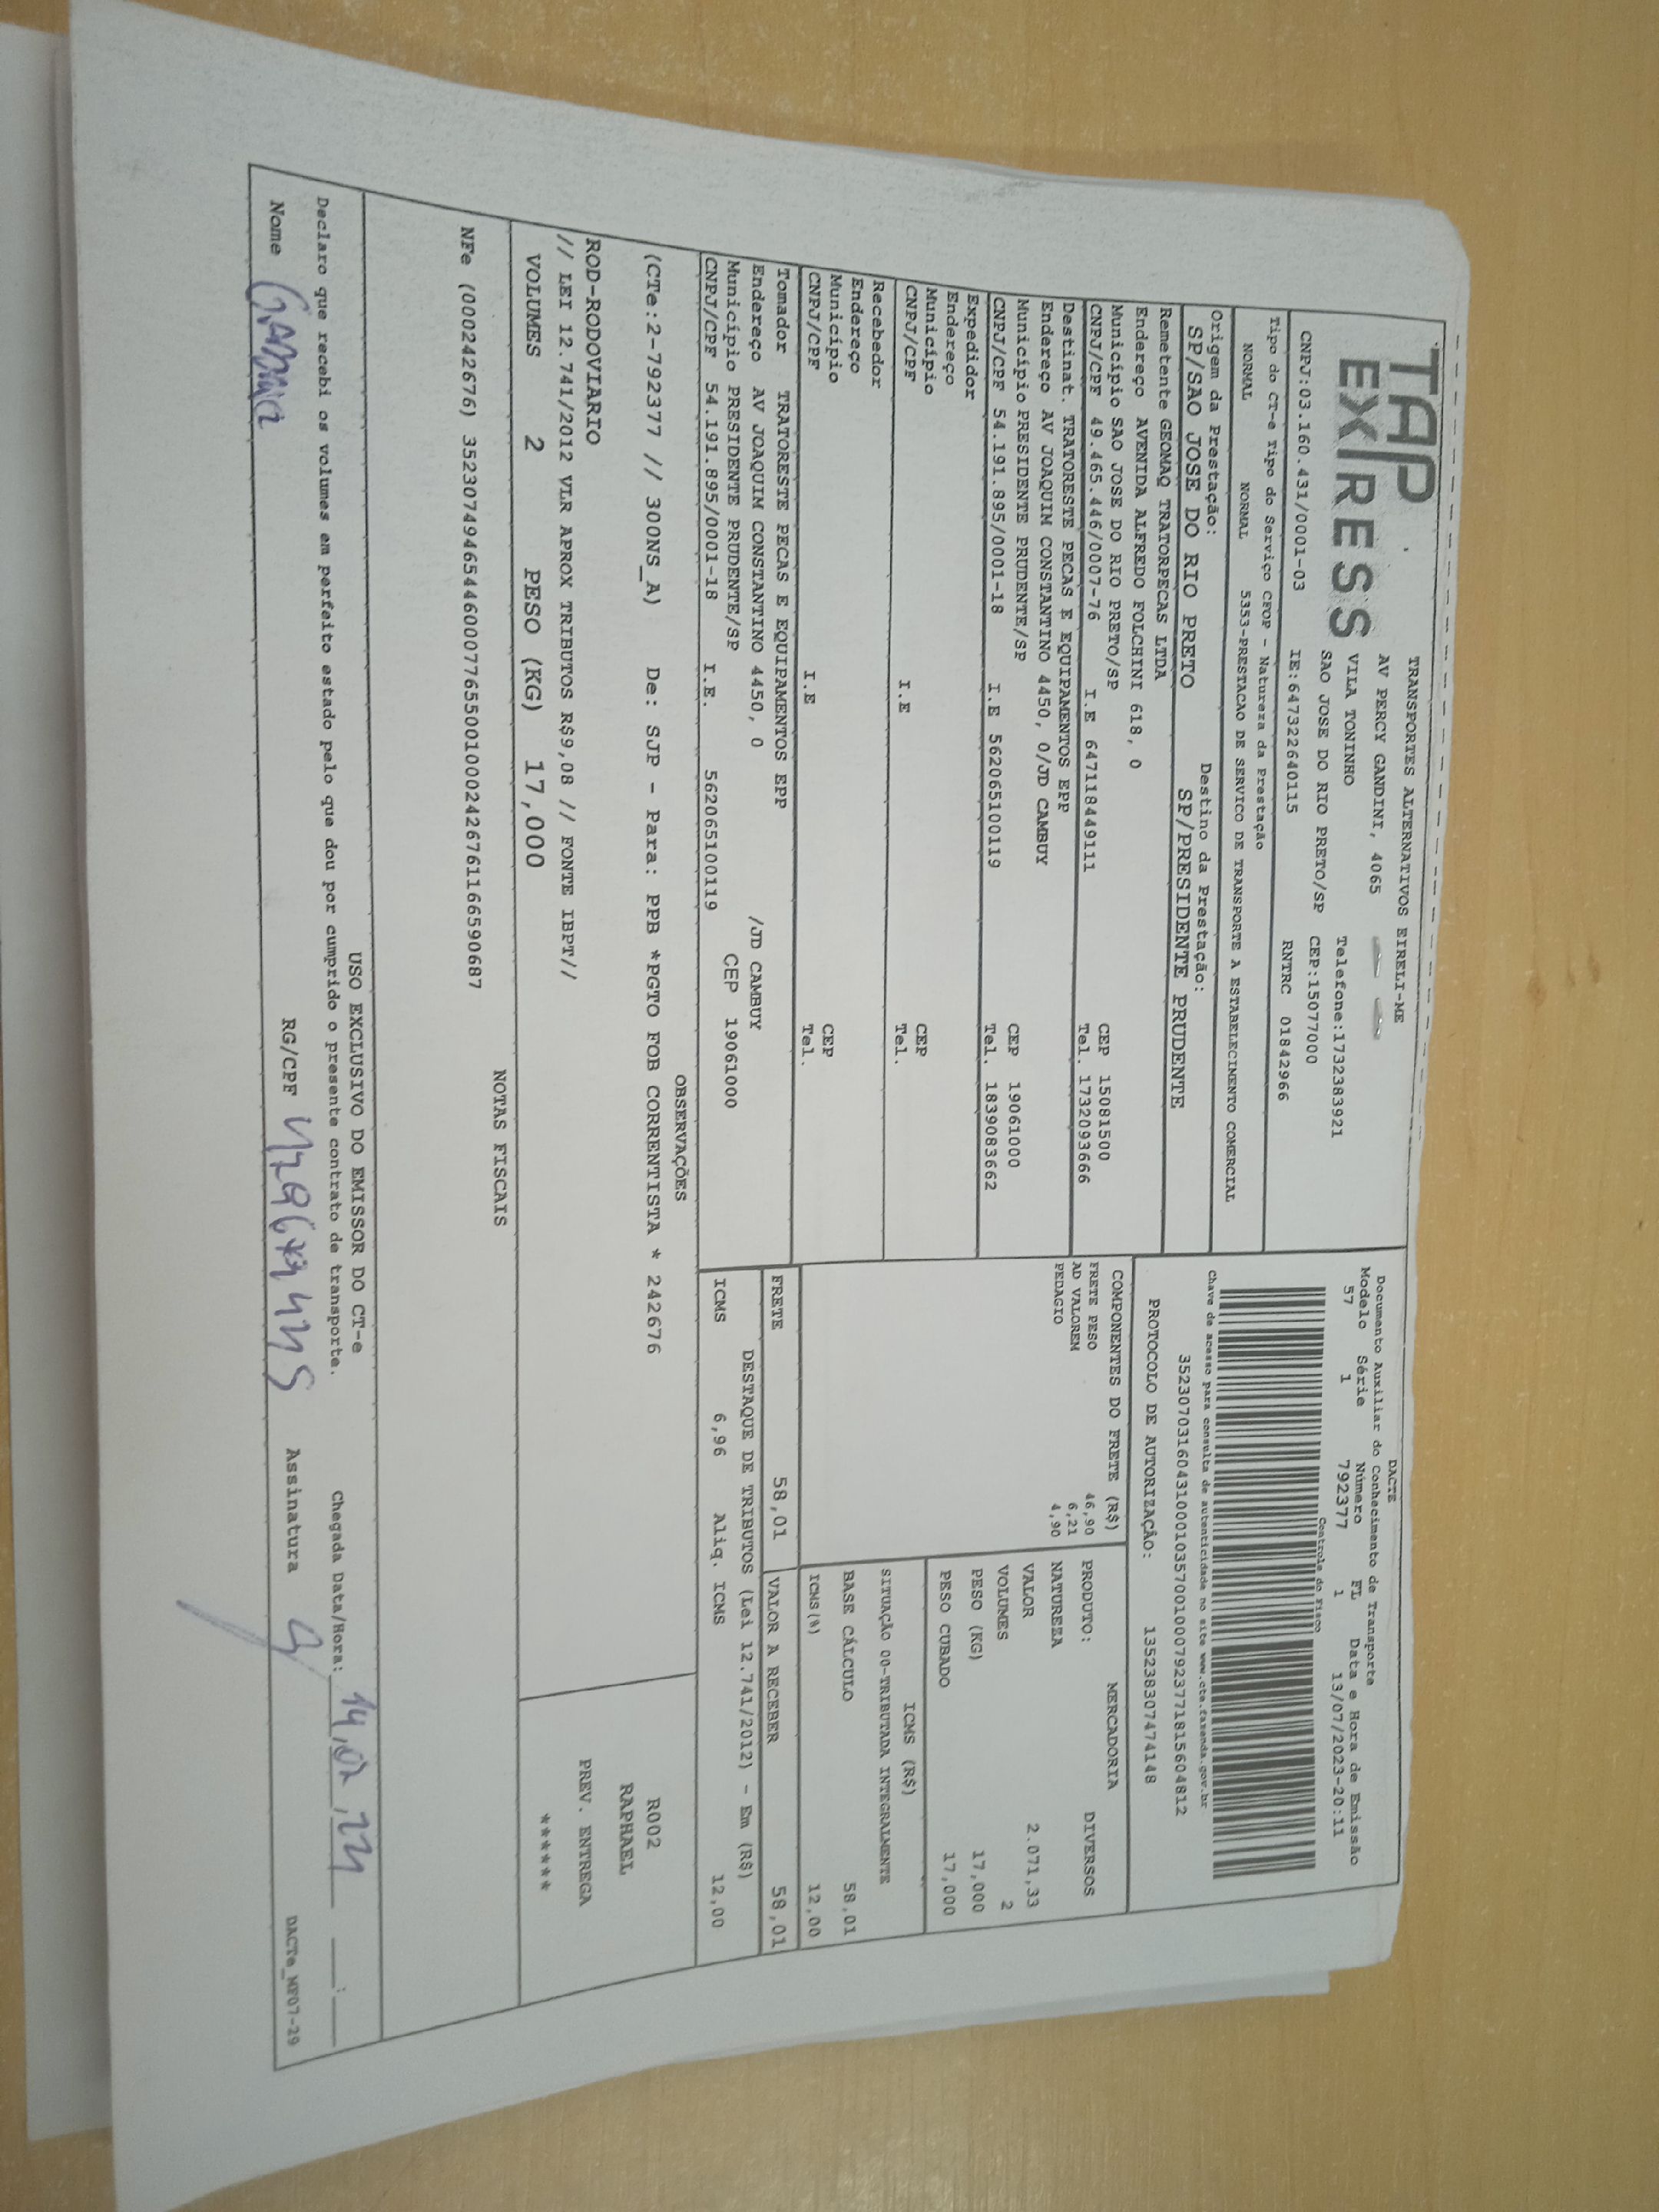 TAP
EXPRESS
TRANSPORTES ALTERNATIVOS EIRELI-ME
AV PERCY GANDINI, 4065
VILA TONINHO Telefone:1732383921
SAO JOSE DO RIO PRETO/SP CEP:15077000
CNPJ:03.160.431/0001-03 IE:647322640115 RNTRC 01842966
Tipo do CT-e Tipo do Serviço CFOP - Natureza da Prestação
NORMAL NORMAL 5353-PRESTACAO DE SERVICO DE TRANSPORTE A ESTABELECIMENTO COMERCIAL
Origem da Prestação: Destino da Prestação:
SP/SAO JOSE DO RIO PRETO SP/PRESIDENTE PRUDENTE
Remetente GEOMAQ TRATORPECAS LTDA
Endereço AVENIDA ALFREDO FOLCHINI 618, 0
Município SAO JOSE DO RIO PRETO/SP CEP 15081500
CNPJ/CPF 49.465.446/0007-76 I.E 647118449111 Tel. 1732093666
Destinat. TRATORESTE PECAS E EQUIPAMENTOS EPP
Endereço AV JOAQUIM CONSTANTINO 4450, 0/JD CAMBUY
Município PRESIDENTE PRUDENTE/SP CEP 19061000
CNPJ/CPF 54.191.895/0001-18 I.E 562065100119 Tel. 1839083662
Expedidor
Endereço
Município CEP
CNPJ/CPF I.E Tel.
Recebedor
Endereço
Município CEP
CNPJ/CPF I.E Tel.
Tomador TRATORESTE PECAS E EQUIPAMENTOS EPP
Endereço AV JOAQUIM CONSTANTINO 4450, 0 /JD CAMBUY
Município PRESIDENTE PRUDENTE/SP CEP 19061000
CNPJ/CPF 54.191.895/0001-18 I.E. 562065100119
DACTE
Documento Auxiliar do Conhecimento de Transporte
Modelo Série Número FL Data e Hora de Emissão
57 1 792377 1 13/07/2023-20:11
Controle do Fisco
Chave de acesso para consulta de autenticidade no site www.cte.fazenda.gov.br
35230703160431000103570010007923771815604812
PROTOCOLO DE AUTORIZAÇÃO: 135238307474148
COMPONENTES DO FRETE (R$)
FRETE PESO 46,90
AD VALOREM 6,21
PEDAGIO 4,90
MERCADORIA
PRODUTO: DIVERSOS
NATUREZA
VALOR 2.071,33
VOLUMES 2
PESO (KG) 17,000
PESO CUBADO 17,000
ICMS (R$)
SITUAÇÃO 00-TRIBUTADA INTEGRALMENTE
BASE CÁLCULO 58,01
ICMS(%) 12,00
FRETE 58,01 VALOR A RECEBER 58,01
DESTAQUE DE TRIBUTOS (Lei 12.741/2012) - Em (R$)
ICMS 6,96 Aliq. ICMS 12,00
OBSERVAÇÕES
(CTe:2-792377 // 300NS_A) De: SJP - Para: PPB *PGTO FOB CORRENTISTA * 242676
ROD-RODOVIARIO
// LEI 12.741/2012 VLR APROX TRIBUTOS R$9,08 // FONTE IBPT//
VOLUMES 2 PESO (KG) 17,000
R002
RAPHAEL
PREV. ENTREGA
******
NOTAS FISCAIS
NFe (000242676) 35230749465446000776550010002426761166590687
USO EXCLUSIVO DO EMISSOR DO CT-e
Declaro que recebi os volumes em perfeito estado pelo que dou por cumprido o presente contrato de transporte. Chegada Data/Hora: 14,07,23 __:__
Nome RG/CPF Assinatura DACTe_MF07-29